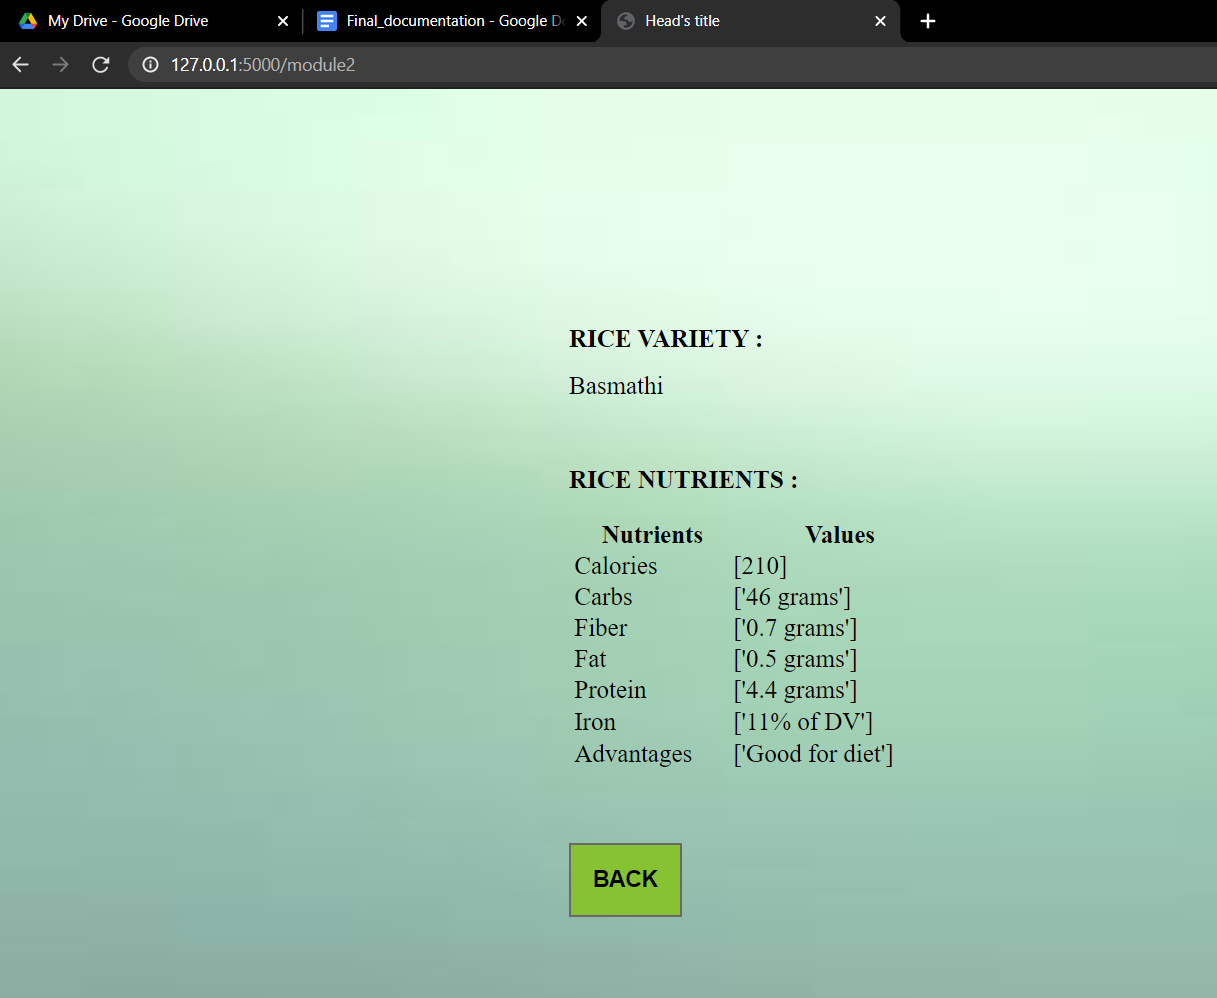 My Drive - Google Drive
Final_documentation - Google D
Head's title
127.0.0.1:5000/module2
RICE VARIETY :
Basmathi
RICE NUTRIENTS :
Nutrients Values
Calories [210]
Carbs ['46 grams']
Fiber ['0.7 grams']
Fat ['0.5 grams']
Protein ['4.4 grams']
Iron ['11% of DV']
Advantages ['Good for diet']
BACK